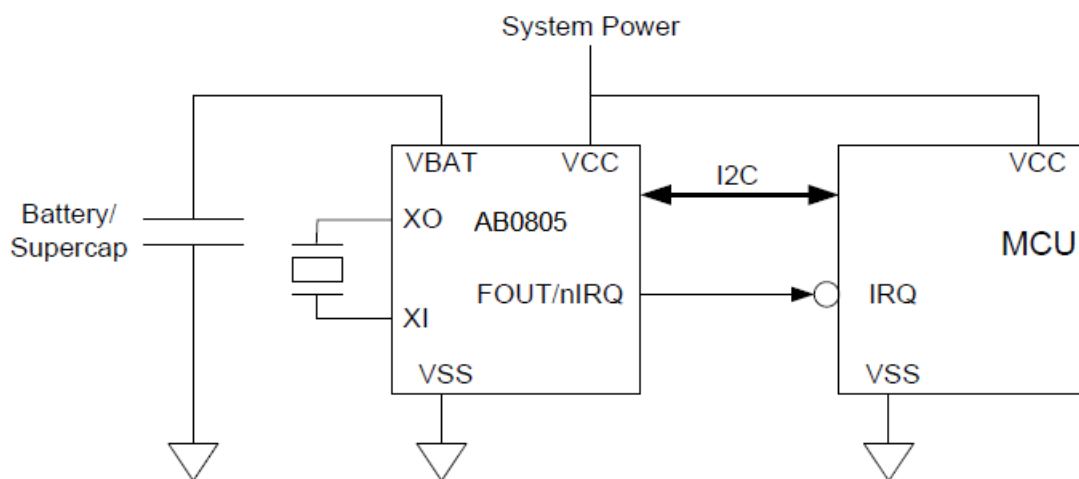 System Power
VBAT
VCC
I2C
VCC
Battery/
Supercap
XO
AB0805
MCU
FOUT/nIRQ
IRQ
XI
VSS
VSS